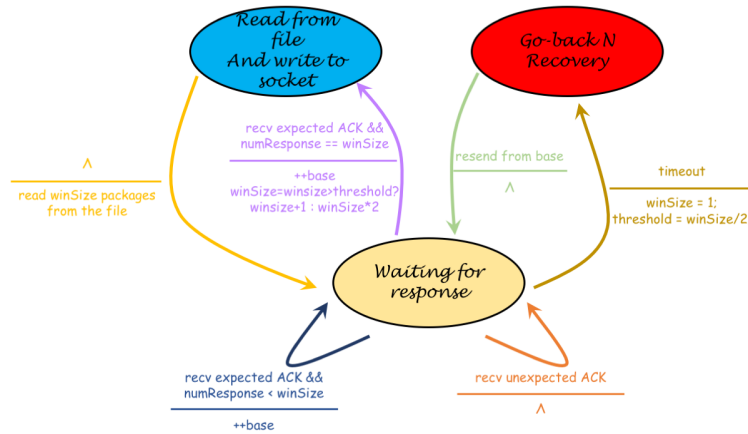 Read from
file
And write to
socket
Go-back N
Recovery
recv expected ACK &&
numResponse == winSize
++base
winSize=winsize>threshold?
winsize+1 : winSize*2
resend from base
Λ
timeout
winSize = 1;
threshold = winSize/2
Λ
read winSize packages
from the file
Waiting for
response
recv expected ACK &&
numResponse < winSize
++base
recv unexpected ACK
Λ